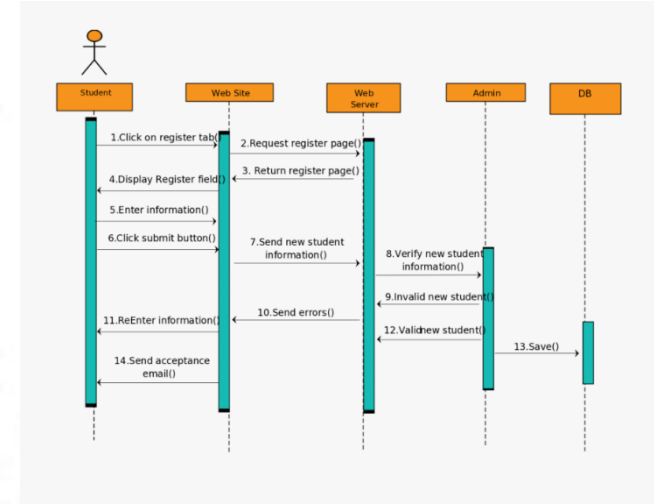 Student
Web Site
Web
Server
Admin
DB
1.Click on register tab()
2.Request register page()
3. Return register page()
4.Display Register field()
5.Enter information()
6.Click submit button()
7.Send new student
information()
8.Verify new student
information()
9.Invalid new student()
10.Send errors()
11.ReEnter information()
12.Validnew student()
13.Save()
14.Send acceptance
email()